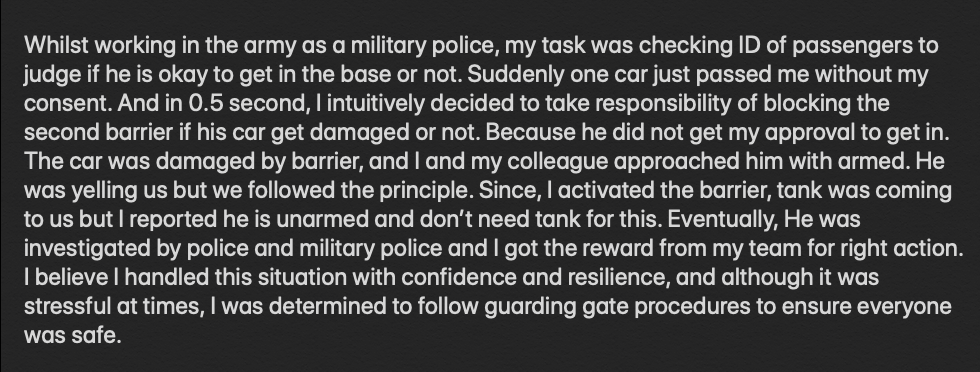 Whilst working in the army as a military police, my task was checking ID of passengers to
judge if he is okay to get in the base or not. Suddenly one car just passed me without my
consent. And in 0.5 second, I intuitively decided to take responsibility of blocking the
second barrier if his car get damaged or not. Because he did not get my approval to get in.
The car was damaged by barrier, and I and my colleague approached him with armed. He
was yelling us but we followed the principle. Since, I activated the barrier, tank was coming
to us but I reported he is unarmed and don’t need tank for this. Eventually, He was
investigated by police and military police and I got the reward from my team for right action.
I believe I handled this situation with confidence and resilience, and although it was
stressful at times, I was determined to follow guarding gate procedures to ensure everyone
was safe.